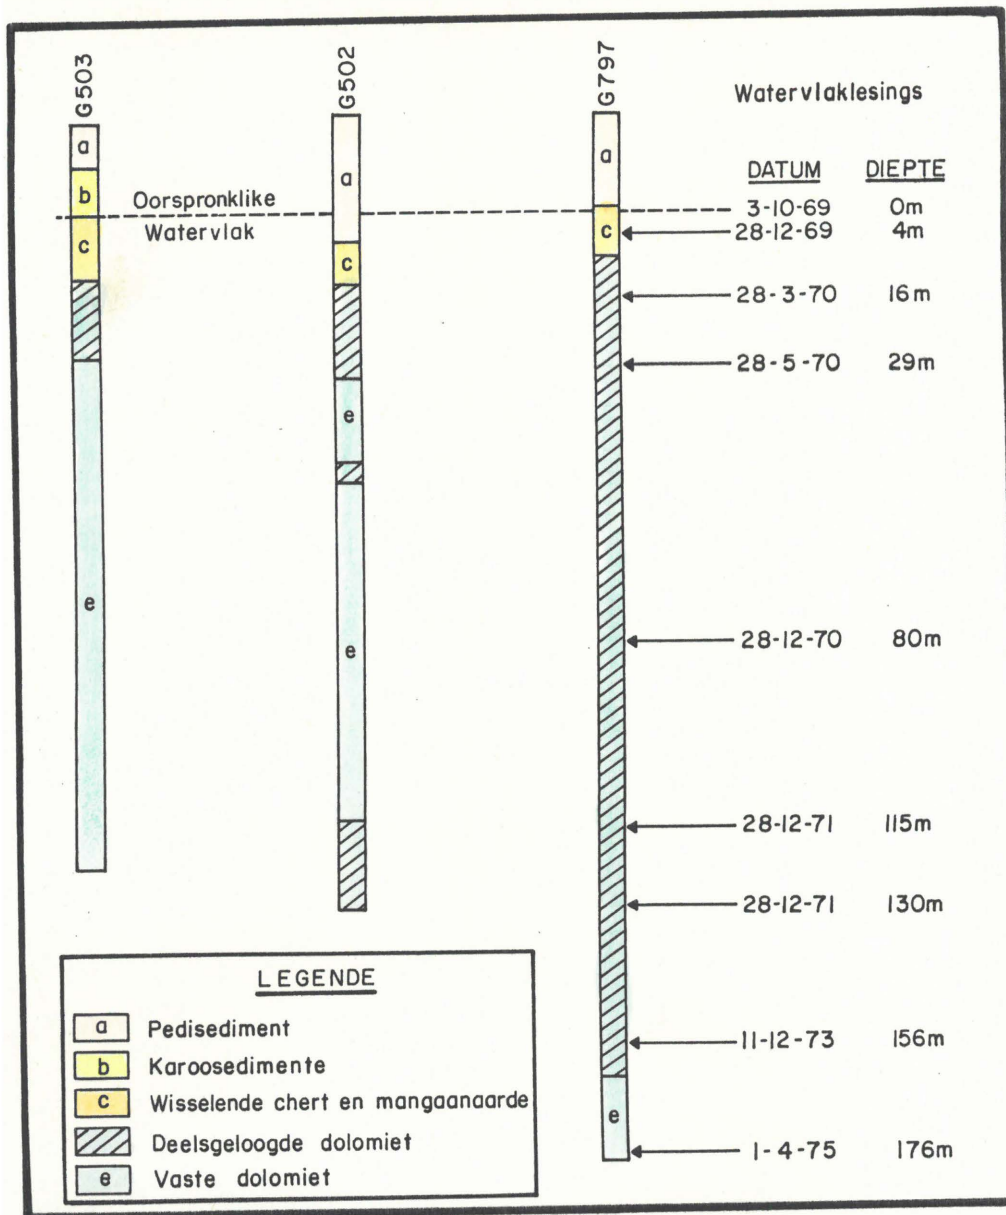 G503
G502
G797
Watervlaklesings
DATUM DIEPTE
Oorspronklike
Watervlak
3-10-69 0m
28-12-69 4m
28-3-70 16m
28-5-70 29m
28-12-70 80m
28-12-71 115m
28-12-71 130m
11-12-73 156m
1-4-75 176m
a
b
c
e
a
c
e
e
a
c
e
LEGENDE
a Pedisediment
b Karoosedimente
c Wisselende chert en mangaanaarde
Deelsgeloogde dolomiet
e Vaste dolomiet